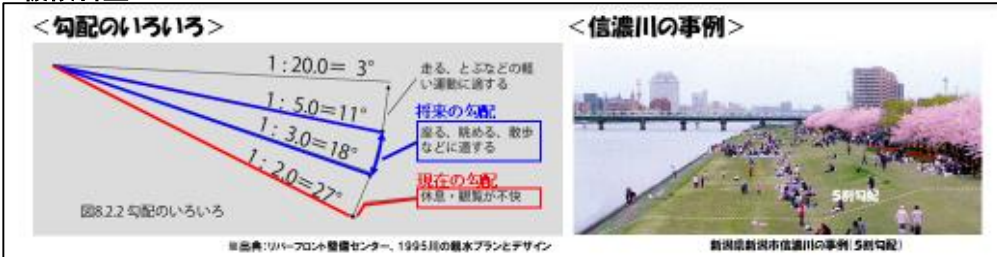 ＜勾配のいろいろ＞
1：20.0＝3°
走る、とぶなどの軽
い運動に適する
1：5.0＝11°
将来の勾配
1：3.0＝18°
座る、眺める、散歩
などに適する
1：2.0＝27°
現在の勾配
休息・観覧が不快
図8.2.2 勾配のいろいろ
※出典：リバーフロント整備センター、1995川の親水プランとデザイン
＜信濃川の事例＞
5割勾配
新潟県新潟市信濃川の事例（5割勾配）